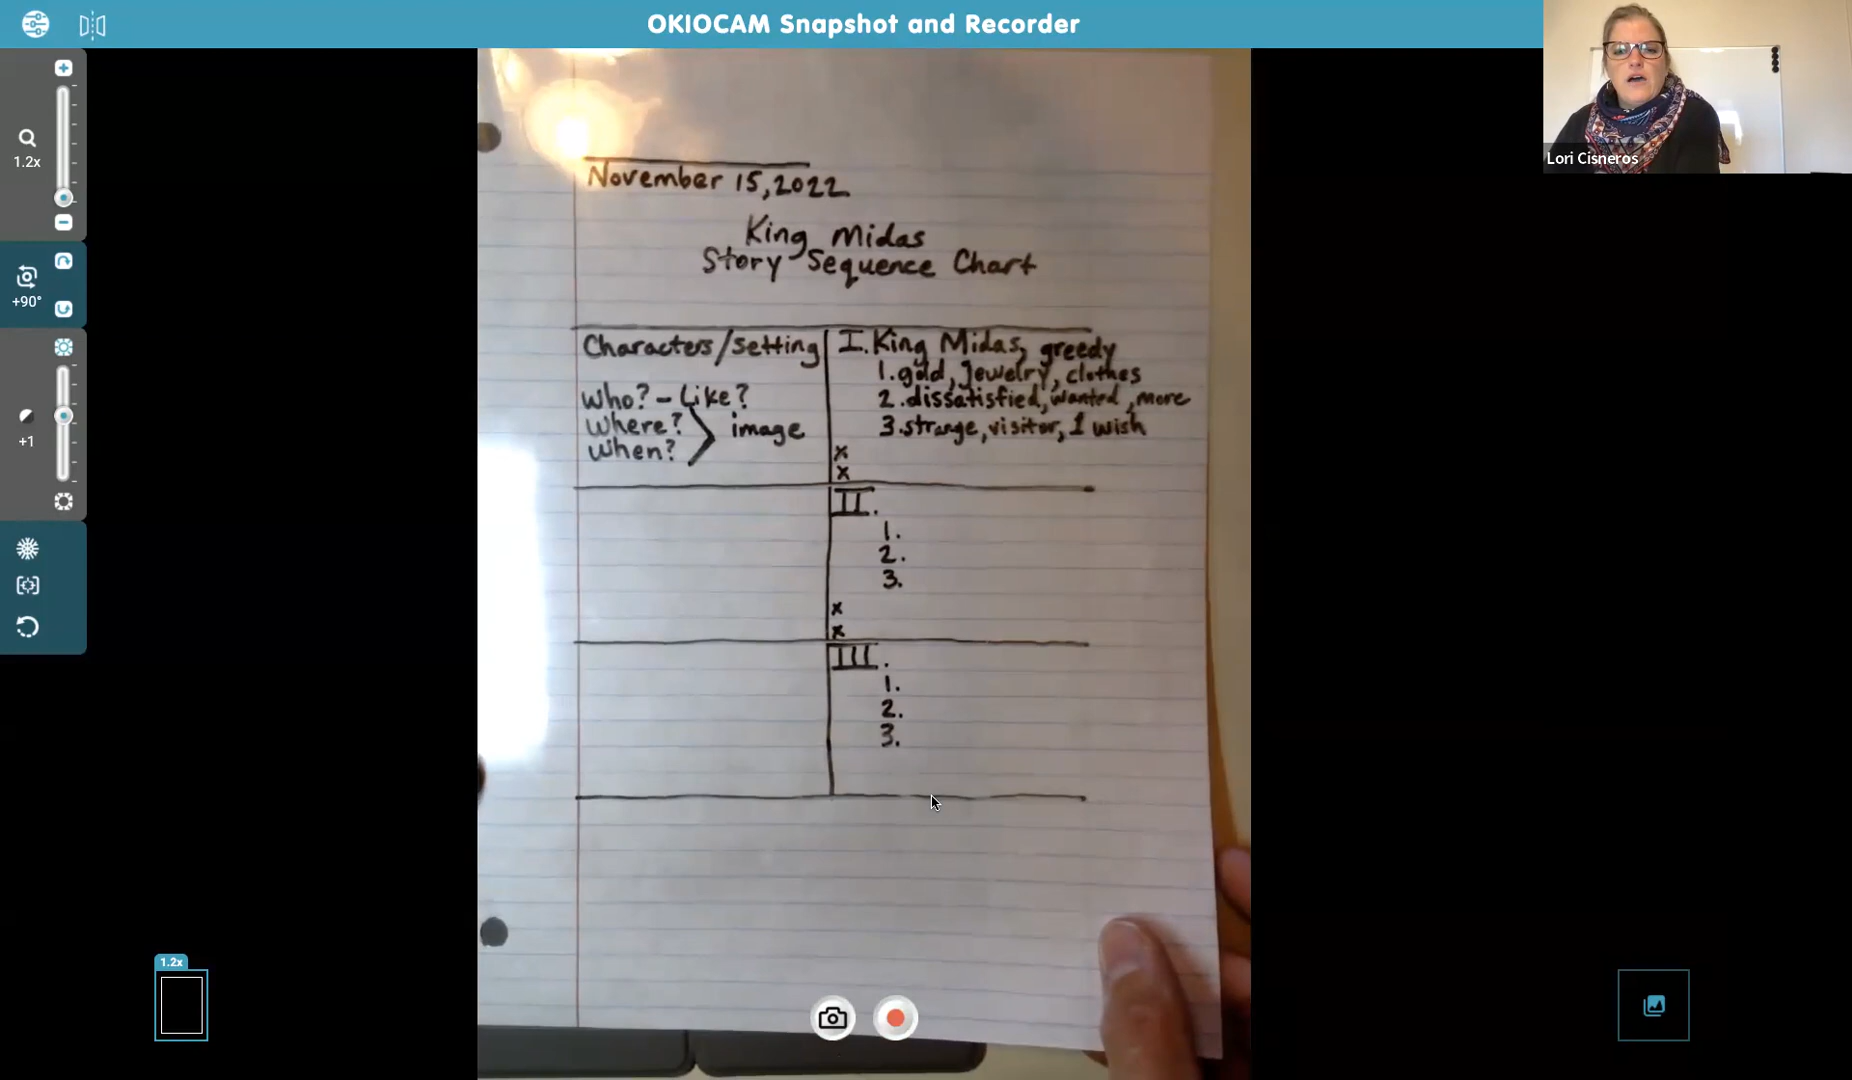 OKIOCAM Snapshot and Recorder
Lori Cisneros
1.2x
+90°
+1
1.2x
November 15, 2022
King Midas
Story Sequence Chart
Characters/setting
Who? - Like?
Where?
When?
image
I. King Midas, greedy
1. gold, jewelry, clothes
2. dissatisfied, wanted, more
3. strange, visitor, 1 wish
x
x
II.
1.
2.
3.
x
x
III.
1.
2.
3.